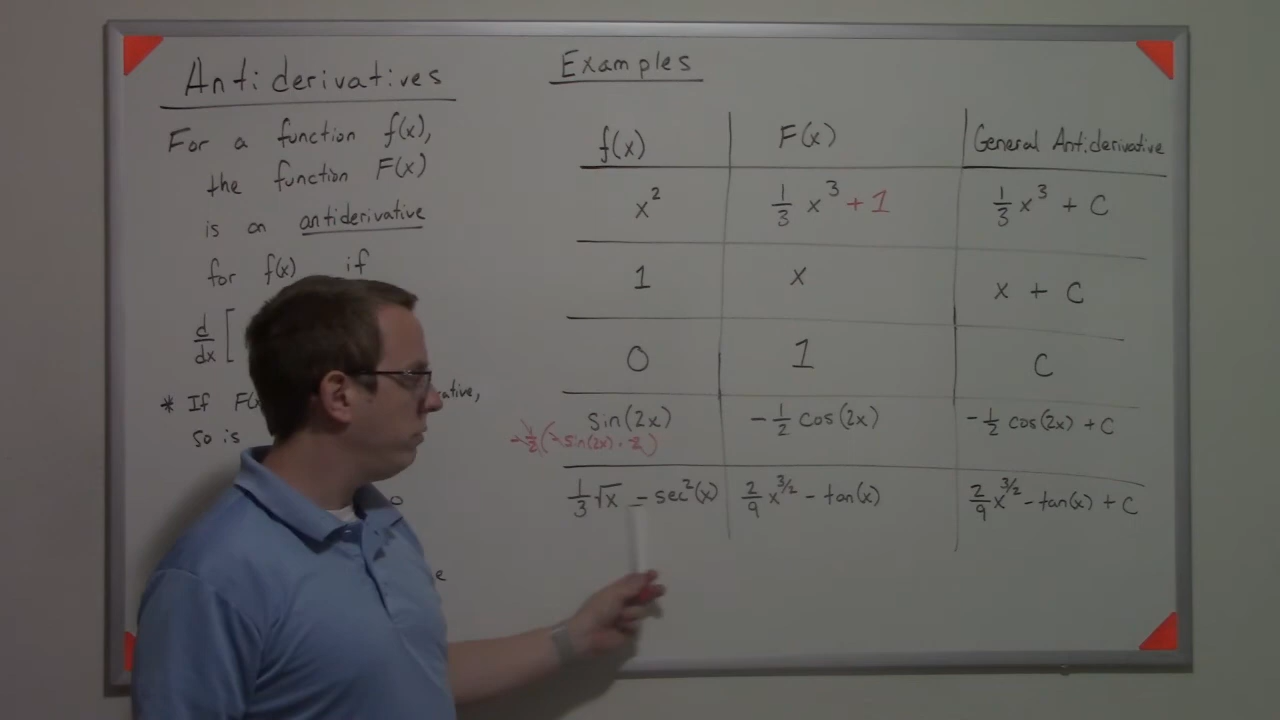 Antiderivatives
For a function f(x),
the function F(x)
is an antiderivative
for f(x) if
d/dx [
* If F(
so is
Examples
f(x) F(x) General Antiderivative
x² 1/3 x³ + 1 1/3 x³ + C
1 x x + C
0 1 C
sin(2x) -1/2 cos(2x) -1/2 cos(2x) + C
-1/2(-sin(2x) · 2)
1/3 √x - sec²(x) 2/9 x^3/2 - tan(x) 2/9 x^3/2 - tan(x) + C